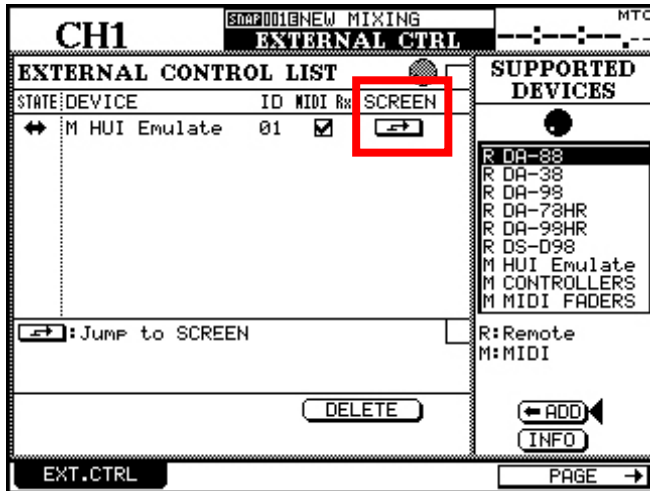 CH1
SNAP001 NEW MIXING
EXTERNAL CTRL
MTC
--:--:--.--
EXTERNAL CONTROL LIST
STATE DEVICE ID MIDI Rx SCREEN
M HUI Emulate 01
:Jump to SCREEN
DELETE
SUPPORTED
DEVICES
R DA-88
R DA-38
R DA-98
R DA-78HR
R DA-98HR
R DS-D98
M HUI Emulate
M CONTROLLERS
M MIDI FADERS
R:Remote
M:MIDI
ADD
INFO
EXT.CTRL
PAGE